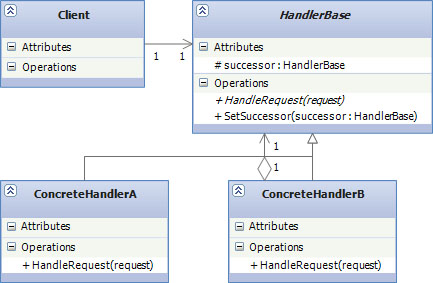 Client
Attributes
Operations
1
1
HandlerBase
Attributes
# successor : HandlerBase
Operations
+ HandleRequest(request)
+ SetSuccessor(successor : HandlerBase)
1
1
ConcreteHandlerA
Attributes
Operations
+ HandleRequest(request)
ConcreteHandlerB
Attributes
Operations
+ HandleRequest(request)